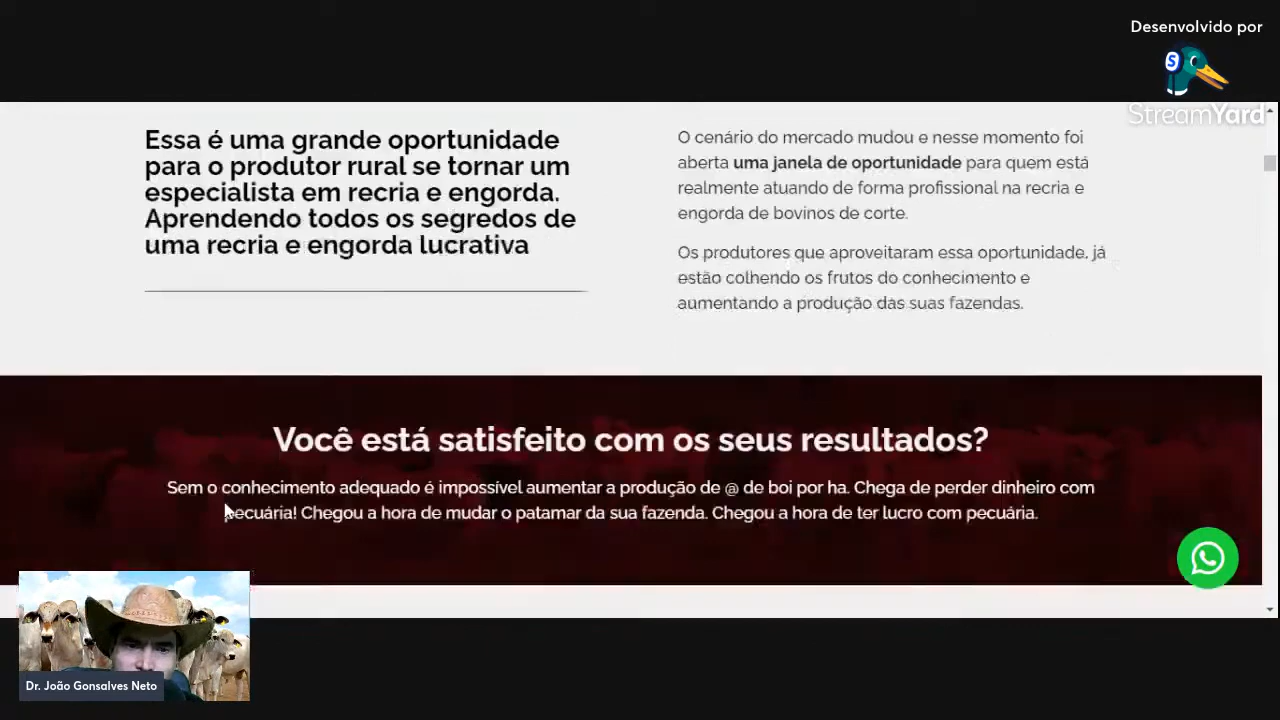 Desenvolvido por
S
StreamYard
Essa é uma grande oportunidade
para o produtor rural se tornar um
especialista em recria e engorda.
Aprendendo todos os segredos de
uma recria e engorda lucrativa
O cenário do mercado mudou e nesse momento foi
aberta uma janela de oportunidade para quem está
realmente atuando de forma profissional na recria e
engorda de bovinos de corte.
Os produtores que aproveitaram essa oportunidade, já
estão colhendo os frutos do conhecimento e
aumentando a produção das suas fazendas.
Você está satisfeito com os seus resultados?
Sem o conhecimento adequado é impossível aumentar a produção de @ de boi por ha. Chega de perder dinheiro com
pecuária! Chegou a hora de mudar o patamar da sua fazenda. Chegou a hora de ter lucro com pecuária.
Dr. João Gonsalves Neto